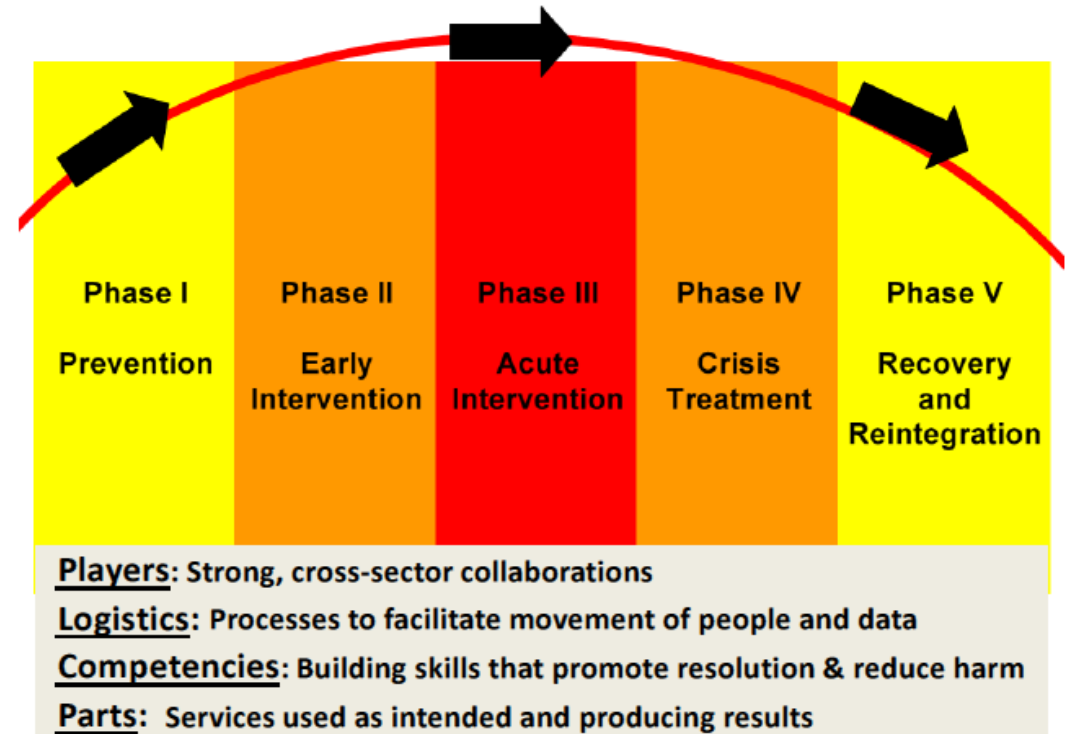 Phase I
Prevention
Phase II
Early
Intervention
Phase III
Acute
Intervention
Phase IV
Crisis
Treatment
Phase V
Recovery
and
Reintegration
Players: Strong, cross-sector collaborations
Logistics: Processes to facilitate movement of people and data
Competencies: Building skills that promote resolution & reduce harm
Parts: Services used as intended and producing results